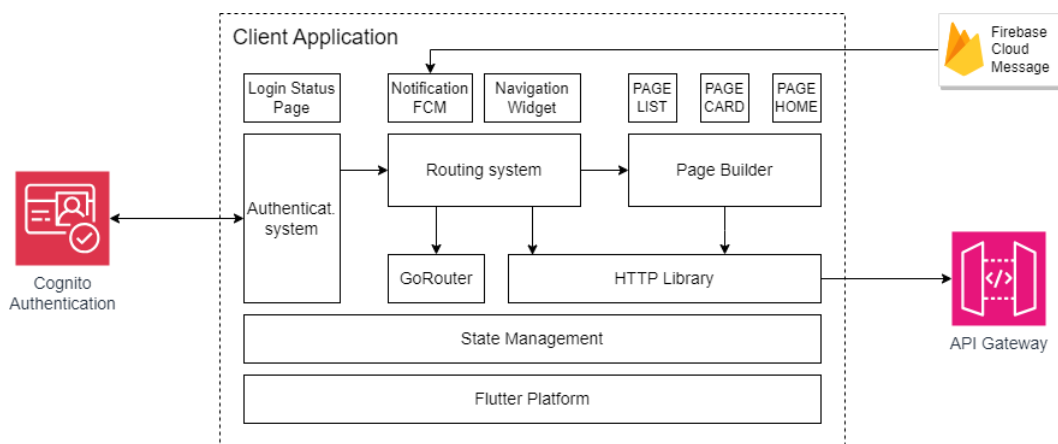 Client Application
Firebase
Cloud
Message
Login Status
Page
Notification
FCM
Navigation
Widget
PAGE
LIST
PAGE
CARD
PAGE
HOME
Authenticat.
system
Routing system
Page Builder
GoRouter
HTTP Library
Cognito
Authentication
API Gateway
State Management
Flutter Platform